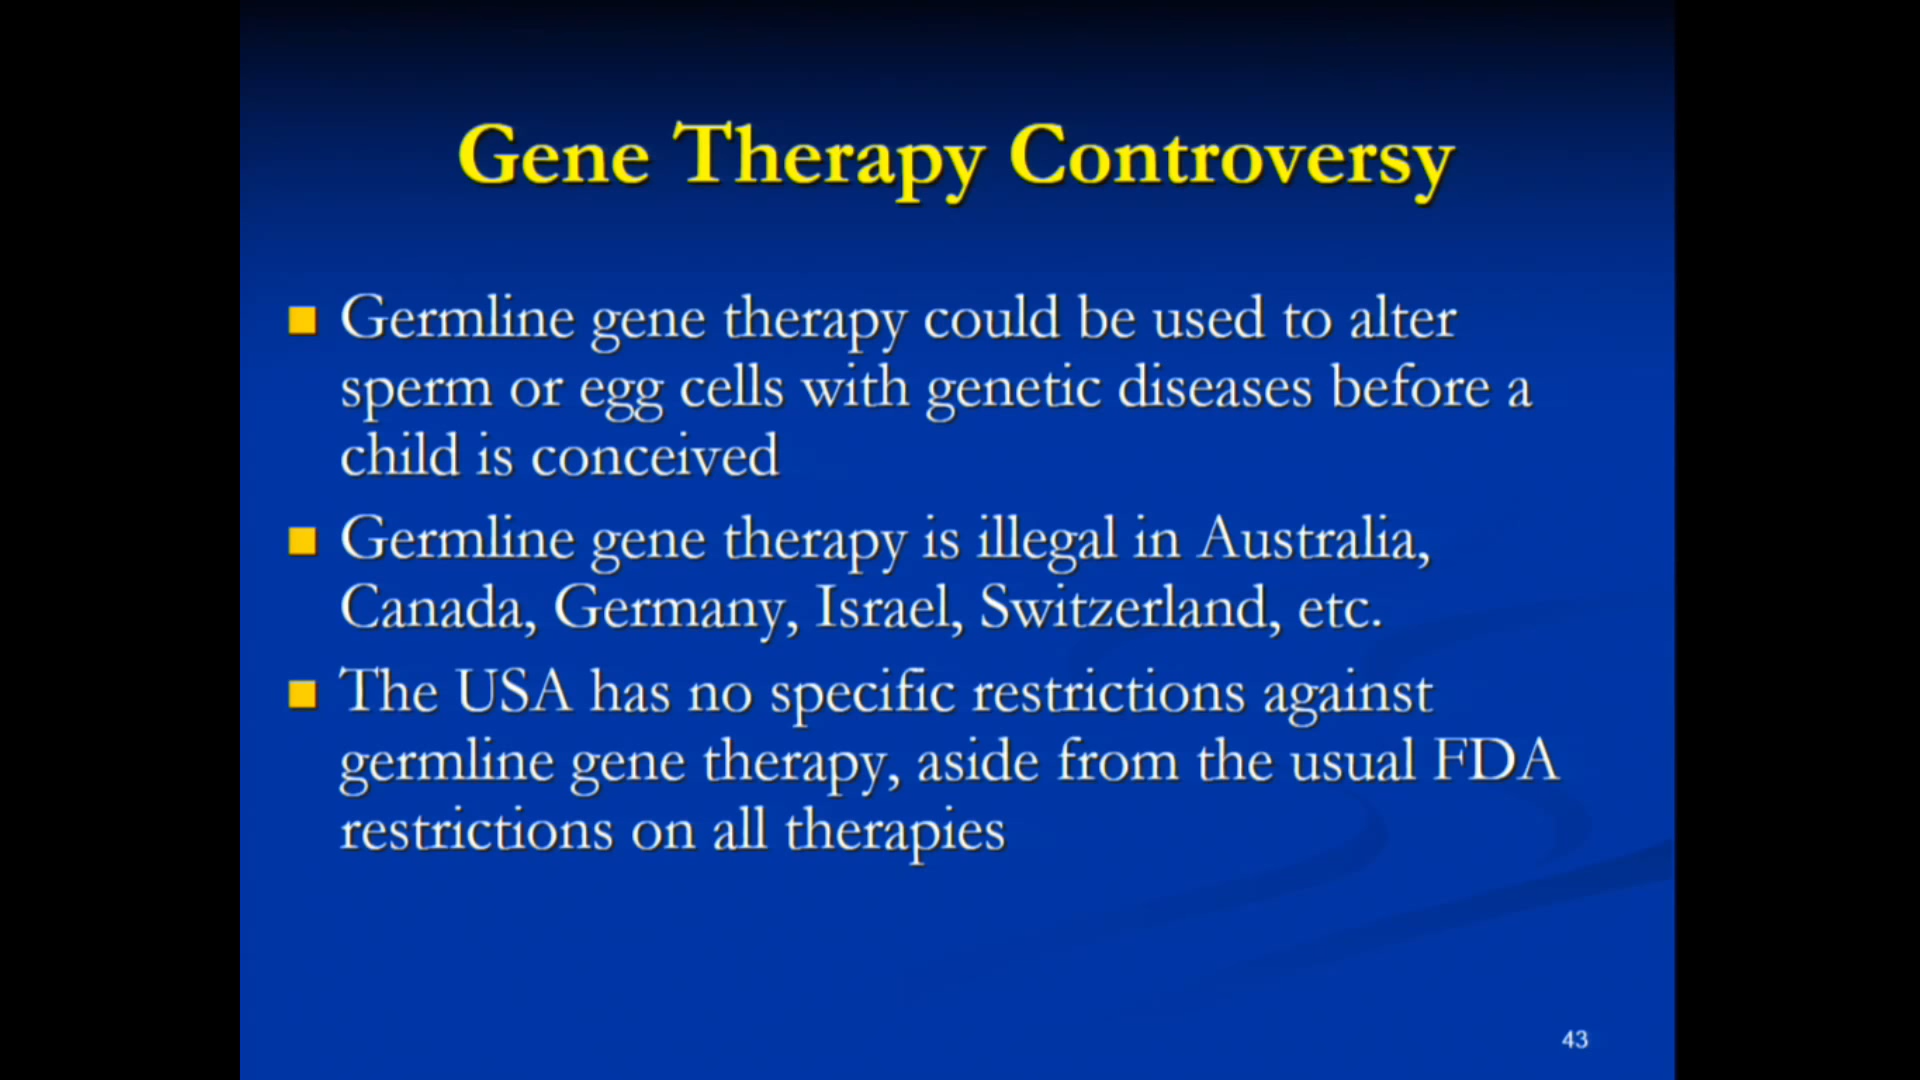 Gene Therapy Controversy
Germline gene therapy could be used to alter
sperm or egg cells with genetic diseases before a
child is conceived
Germline gene therapy is illegal in Australia,
Canada, Germany, Israel, Switzerland, etc.
The USA has no specific restrictions against
germline gene therapy, aside from the usual FDA
restrictions on all therapies
43